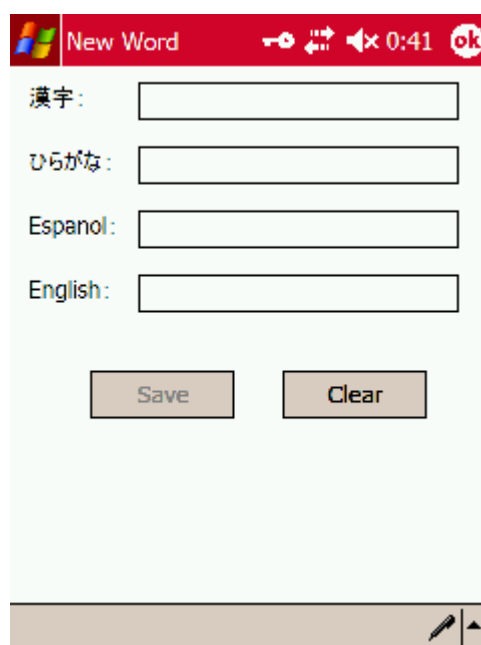 New Word 0:41 ok
漢字:
ひらがな:
Espanol:
English:
Save Clear